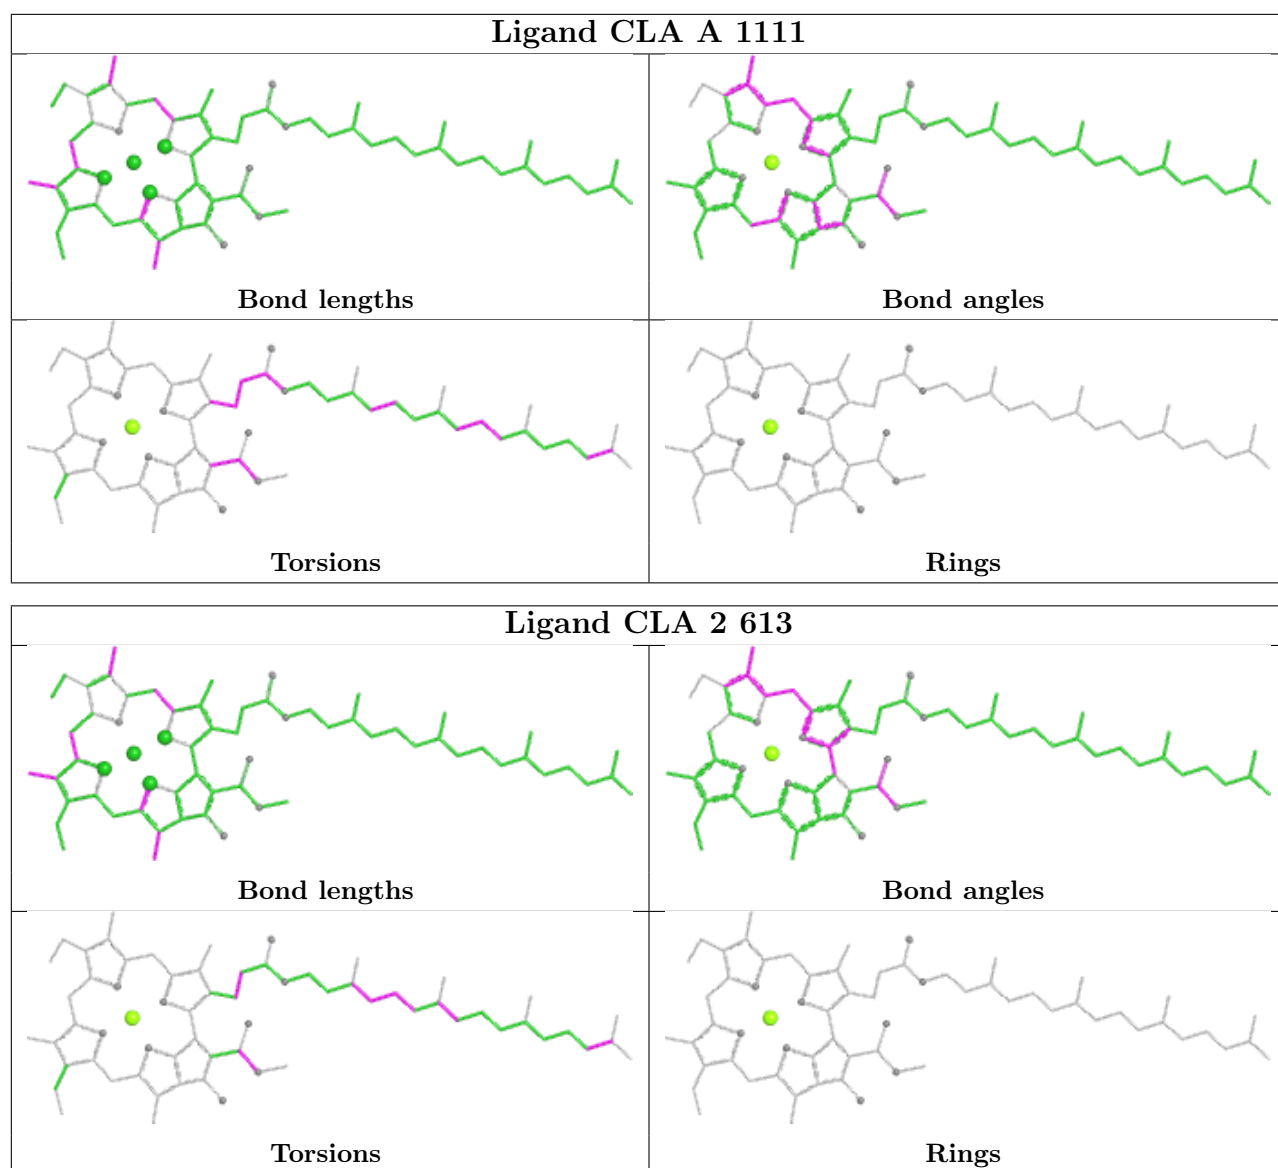 Ligand CLA A 1111
Bond lengths
Bond angles
Torsions
Rings
Ligand CLA 2 613
Bond lengths
Bond angles
Torsions
Rings